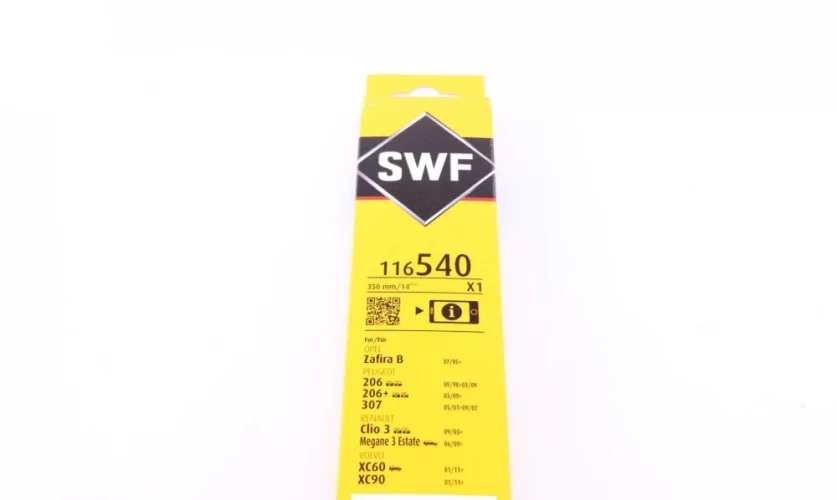 SWF
116540
350 mm/14"
X1
For/Für
OPEL
Zafira B 07/05>
PEUGEOT
206 09/98>03/09
206+ 03/09>
307 05/01>09/07
RENAULT
Clio 3 09/05>
Megane 3 Estate 06/09>
VOLVO
XC60 01/11>
XC90 01/11>